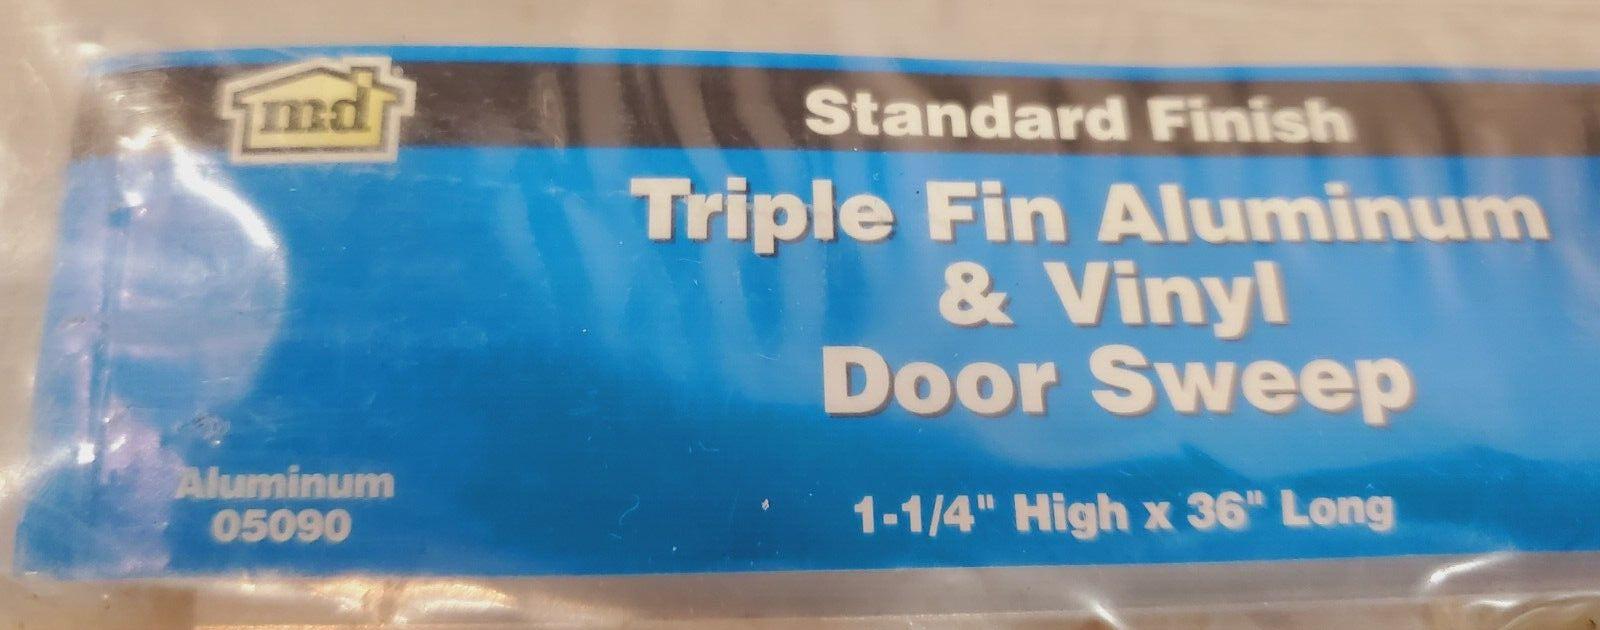 md
Standard Finish
Triple Fin Aluminum
& Vinyl
Door Sweep
Aluminum
05090
1-1/4" High x 36" Long